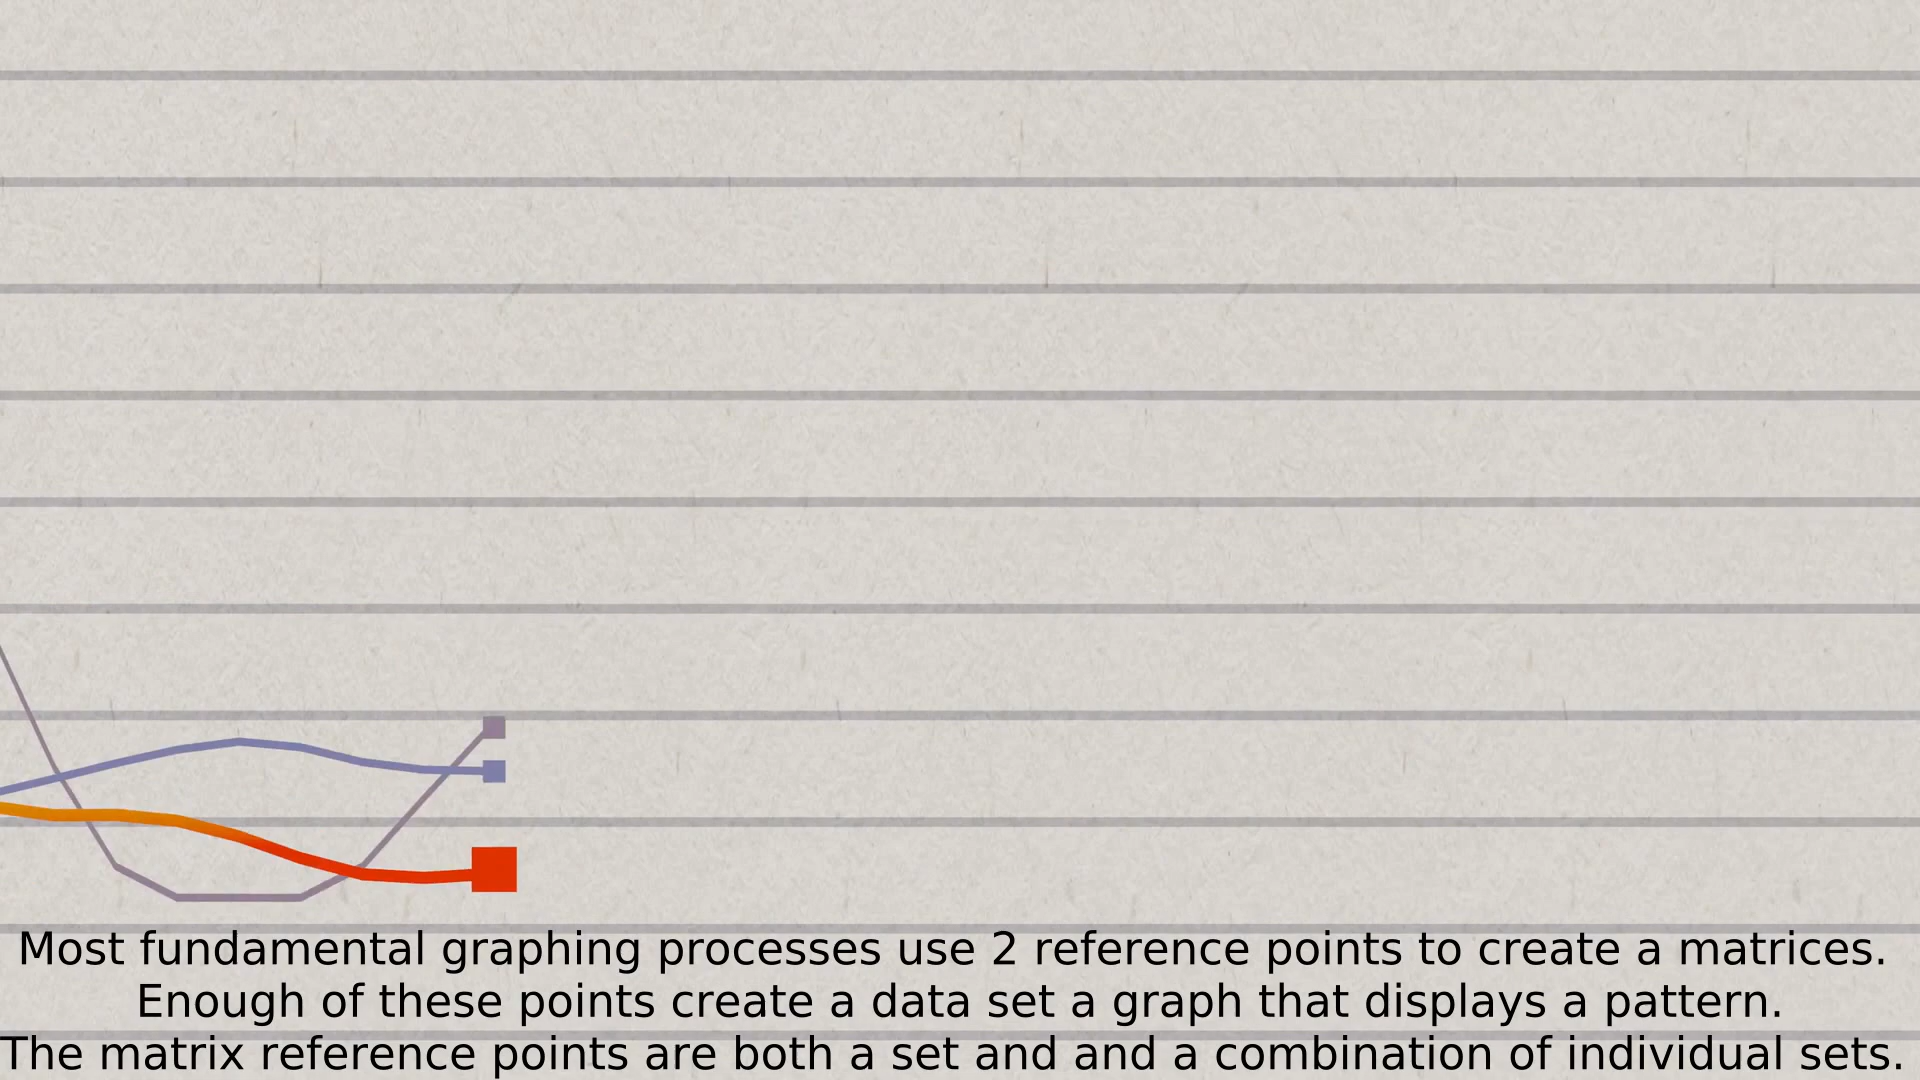 Most fundamental graphing processes use 2 reference points to create a matrices.
Enough of these points create a data set a graph that displays a pattern.
The matrix reference points are both a set and and a combination of individual sets.